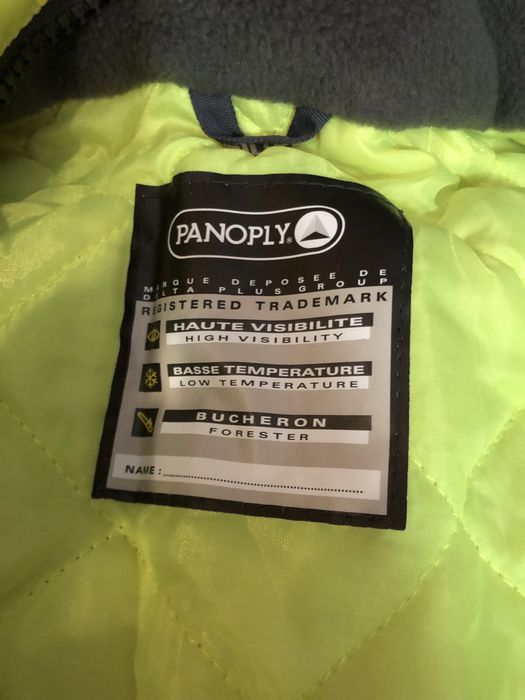 PANOPLY®
MARQUE DEPOSEE DE
DELTA PLUS GROUP
REGISTERED TRADEMARK
HAUTE VISIBILITE
HIGH VISIBILITY
BASSE TEMPERATURE
LOW TEMPERATURE
BUCHERON
FORESTER
NAME :